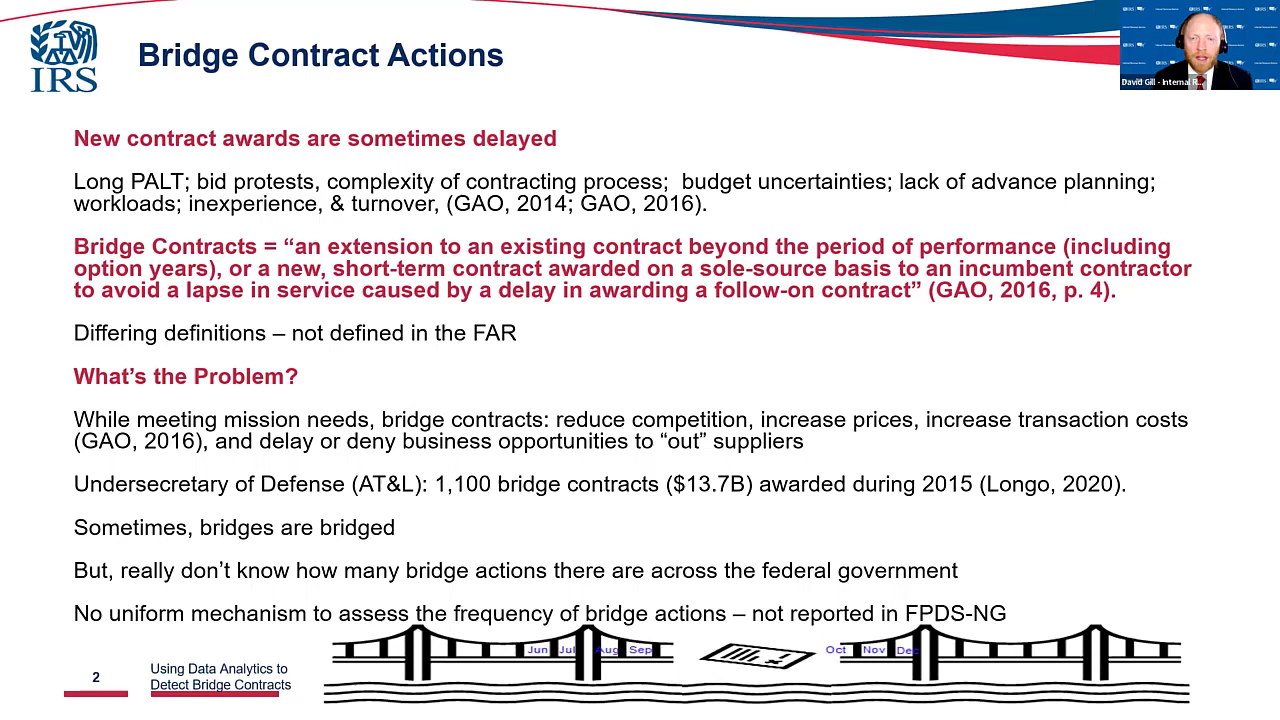 IRS
Bridge Contract Actions
David Gill - Internal R...
New contract awards are sometimes delayed
Long PALT; bid protests, complexity of contracting process;  budget uncertainties; lack of advance planning;
workloads; inexperience, & turnover, (GAO, 2014; GAO, 2016).
Bridge Contracts = “an extension to an existing contract beyond the period of performance (including
option years), or a new, short-term contract awarded on a sole-source basis to an incumbent contractor
to avoid a lapse in service caused by a delay in awarding a follow-on contract” (GAO, 2016, p. 4).
Differing definitions – not defined in the FAR
What’s the Problem?
While meeting mission needs, bridge contracts: reduce competition, increase prices, increase transaction costs
(GAO, 2016), and delay or deny business opportunities to “out” suppliers
Undersecretary of Defense (AT&L): 1,100 bridge contracts ($13.7B) awarded during 2015 (Longo, 2020).
Sometimes, bridges are bridged
But, really don’t know how many bridge actions there are across the federal government
No uniform mechanism to assess the frequency of bridge actions – not reported in FPDS-NG
Jun Jul Aug Sep Oct Nov Dec
2
Using Data Analytics to
Detect Bridge Contracts